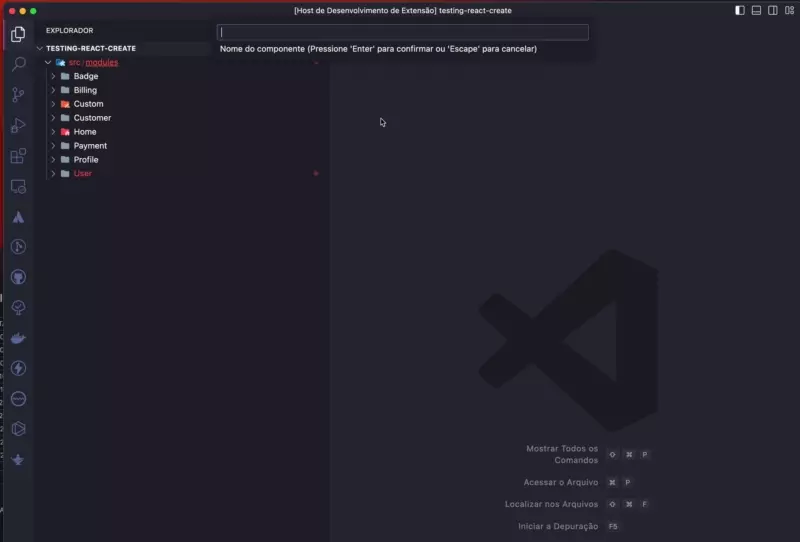 [Host de Desenvolvimento de Extensão] testing-react-create
EXPLORADOR
Nome do componente (Pressione 'Enter' para confirmar ou 'Escape' para cancelar)
TESTING-REACT-CREATE
src / modules
Badge
Billing
Custom
Customer
Home
Payment
Profile
User
Mostrar Todos os
Comandos ⇧ ⌘ P
Acessar o Arquivo ⌘ P
Localizar nos Arquivos ⇧ ⌘ F
Iniciar a Depuração F5